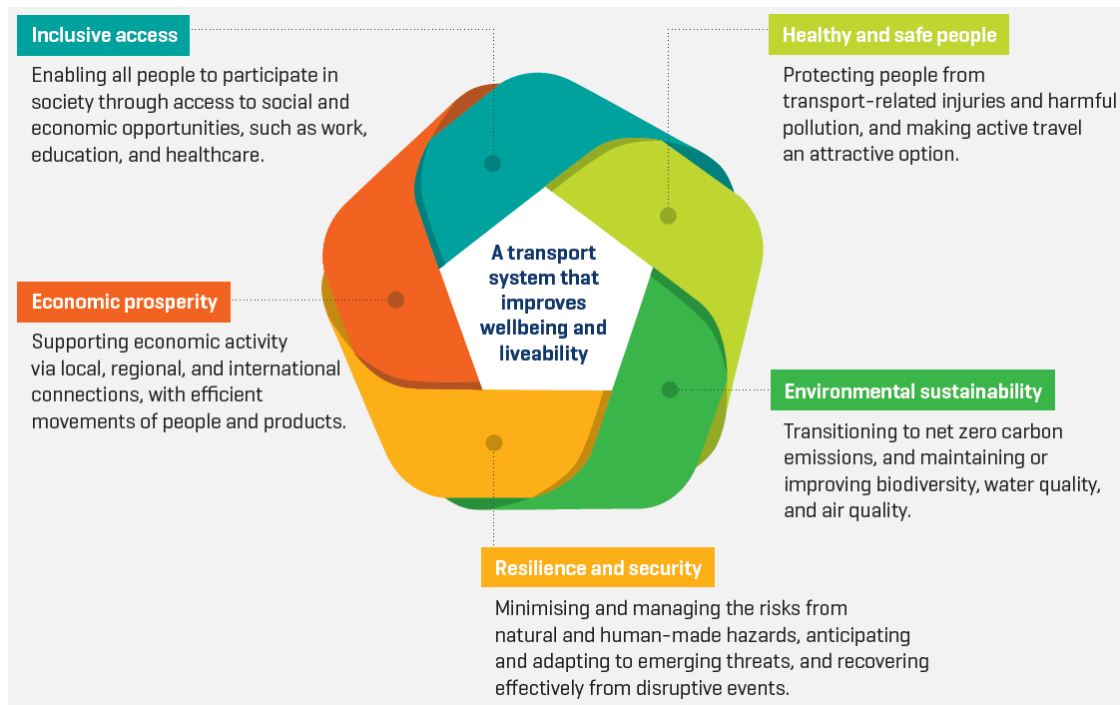 Inclusive access
Enabling all people to participate in
society through access to social and
economic opportunities, such as work,
education, and healthcare.
Healthy and safe people
Protecting people from
transport-related injuries and harmful
pollution, and making active travel
an attractive option.
A transport
system that
improves
wellbeing and
liveability
Economic prosperity
Supporting economic activity
via local, regional, and international
connections, with efficient
movements of people and products.
Environmental sustainability
Transitioning to net zero carbon
emissions, and maintaining or
improving biodiversity, water quality,
and air quality.
Resilience and security
Minimising and managing the risks from
natural and human-made hazards, anticipating
and adapting to emerging threats, and recovering
effectively from disruptive events.